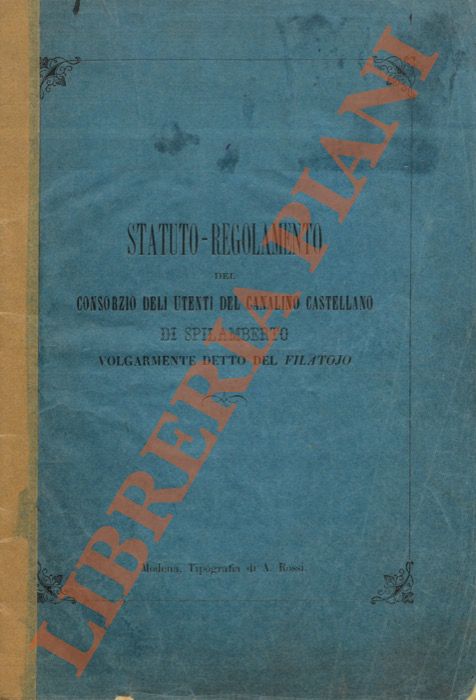 STATUTO-REGOLAMENTO
DEL
CONSORZIO DELI UTENTI DEL CANALINO CASTELLANO
DI SPILAMBERTO
VOLGARMENTE DETTO DEL FILATOJO
Modena, Tipografia di A. Rossi.
LIBRERIA PIANI